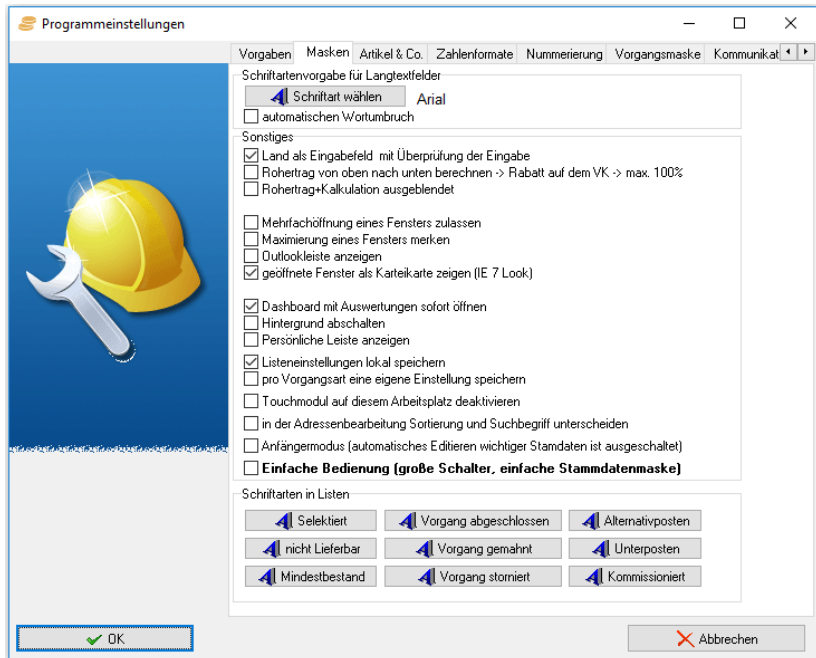 Programmeinstellungen
Vorgaben Masken Artikel & Co. Zahlenformate Nummerierung Vorgangsmaske Kommunikat
Schriftartenvorgabe für Langtextfelder
Schriftart wählen Arial
automatischen Wortumbruch
Sonstiges
Land als Eingabefeld mit Überprüfung der Eingabe
Rohertrag von oben nach unten berechnen -> Rabatt auf dem VK -> max. 100%
Rohertrag+Kalkulation ausgeblendet
Mehrfachöffnung eines Fensters zulassen
Maximierung eines Fensters merken
Outlookleiste anzeigen
geöffnete Fenster als Karteikarte zeigen (IE 7 Look)
Dashboard mit Auswertungen sofort öffnen
Hintergrund abschalten
Persönliche Leiste anzeigen
Listeneinstellungen lokal speichern
pro Vorgangsart eine eigene Einstellung speichern
Touchmodul auf diesem Arbeitsplatz deaktivieren
in der Adressenbearbeitung Sortierung und Suchbegriff unterscheiden
Anfängermodus (automatisches Editieren wichtiger Stamdaten ist ausgeschaltet)
Einfache Bedienung (große Schalter, einfache Stammdatenmaske)
Schriftarten in Listen
Selektiert Vorgang abgeschlossen Alternativposten
nicht Lieferbar Vorgang gemahnt Unterposten
Mindestbestand Vorgang storniert Kommissioniert
OK Abbrechen